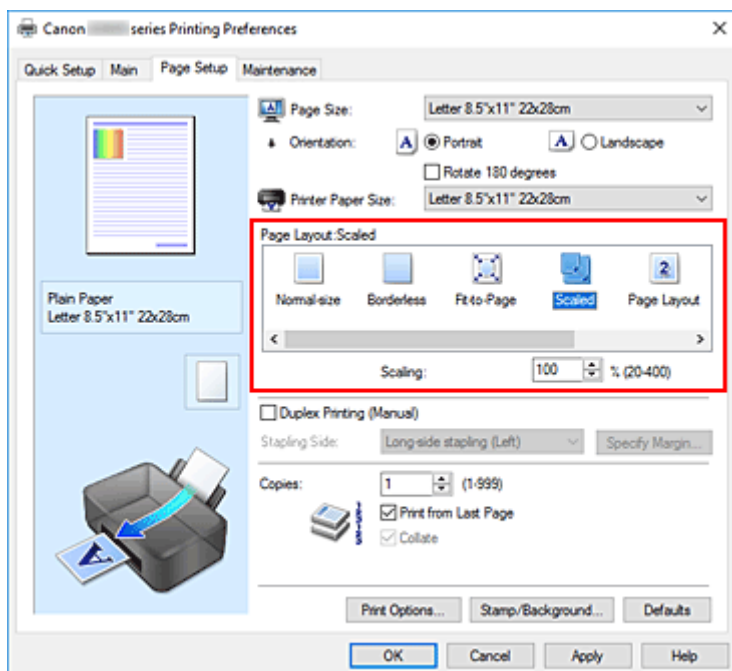 Canon series Printing Preferences
Quick Setup Main Page Setup Maintenance
Page Size: Letter 8.5"x11" 22x28cm
Orientation: A Portrait A Landscape
Rotate 180 degrees
Printer Paper Size: Letter 8.5"x11" 22x28cm
Page Layout:Scaled
2
Normal-size Borderless Fit-to-Page Scaled Page Layout
Scaling: 100 % (20-400)
Plain Paper
Letter 8.5"x11" 22x28cm
Duplex Printing (Manual)
Stapling Side: Long-side stapling (Left) Specify Margin...
Copies: 1 (1-999)
Print from Last Page
Collate
A
Print Options... Stamp/Background... Defaults
OK Cancel Apply Help